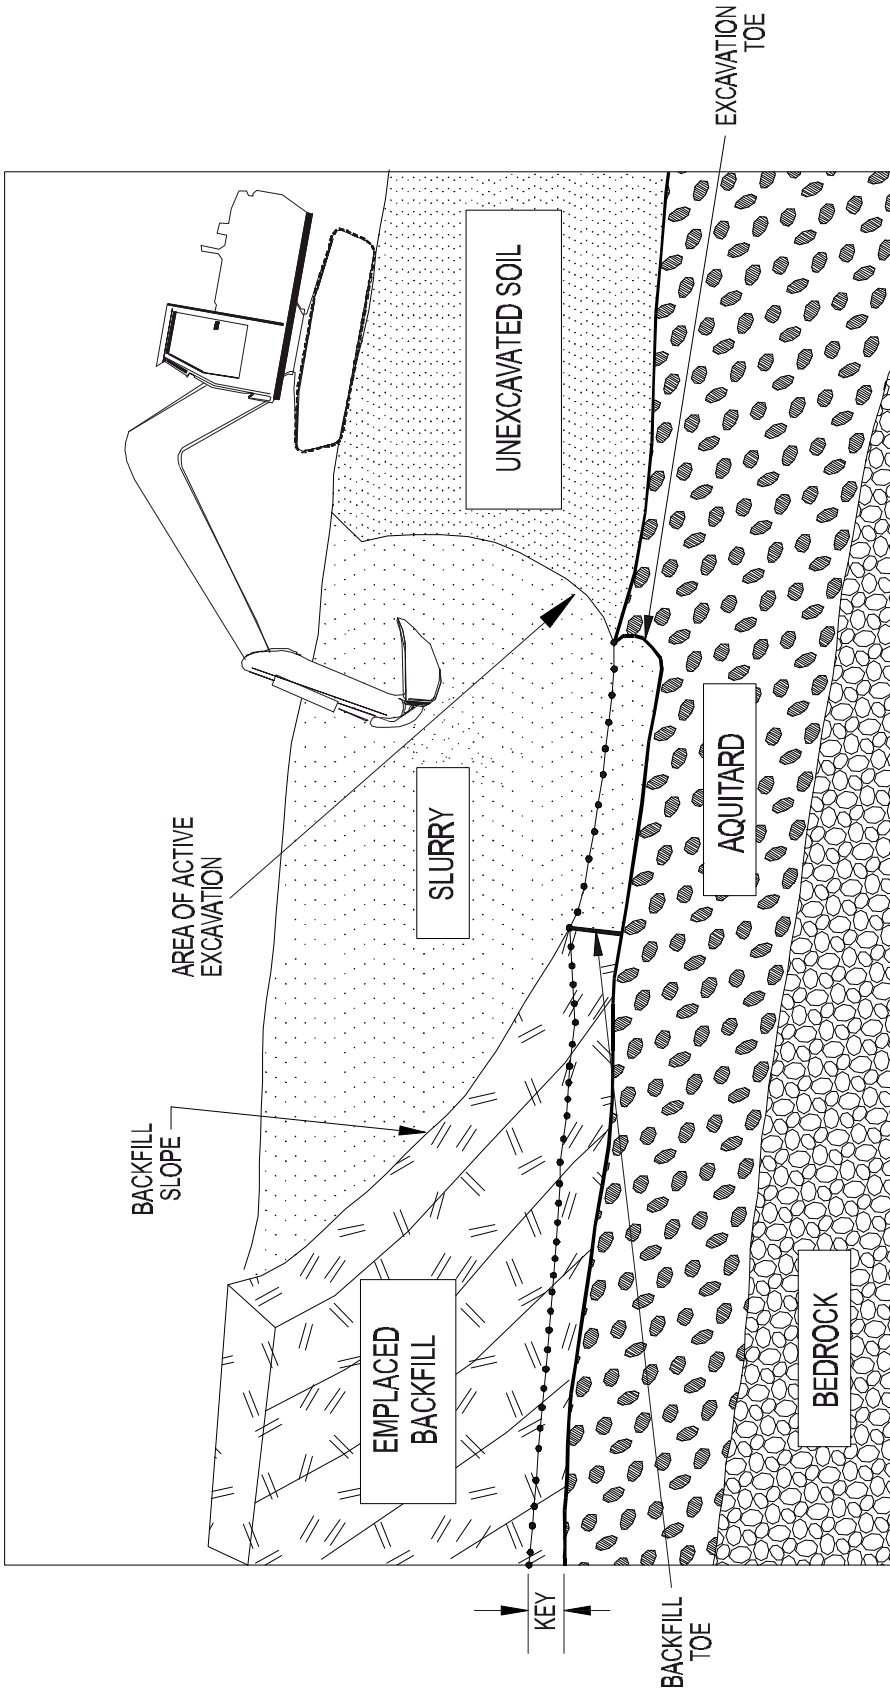 BACKFILL
SLOPE
AREA OF ACTIVE
EXCAVATION
EMPLACED
BACKFILL
SLURRY
UNEXCAVATED SOIL
KEY
BACKFILL
TOE
BEDROCK
AQUITARD
EXCAVATION
TOE